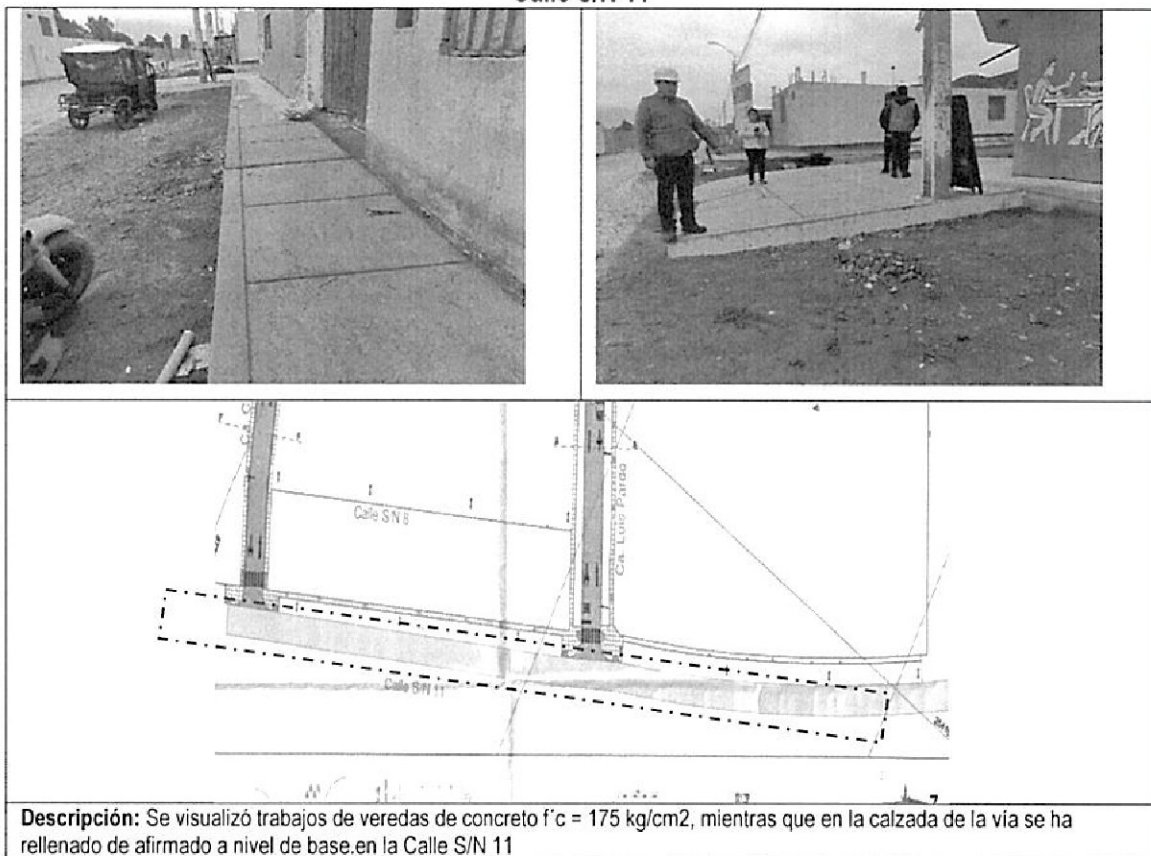 Calle S/N 11
Calle S/N 8
Ca. Luis Pardo
Calle S/N 11
Descripción: Se visualizó trabajos de veredas de concreto f´c = 175 kg/cm2, mientras que en la calzada de la vía se ha
rellenado de afirmado a nivel de base.en la Calle S/N 11